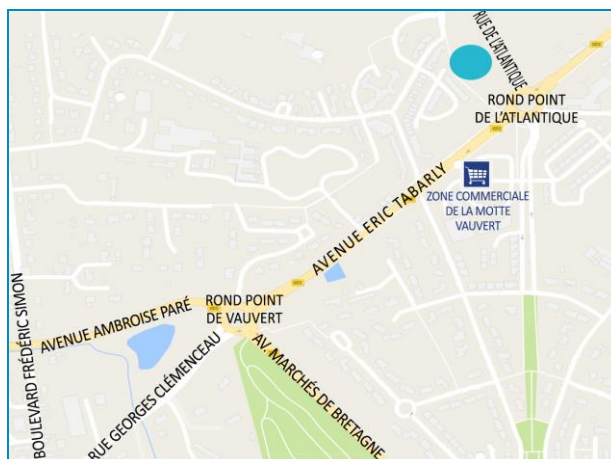 RUE DE L'ATLANTIQUE
ROND POINT
DE L'ATLANTIQUE
AVENUE ERIC TABARLY
ZONE COMMERCIALE
DE LA MOTTE
VAUVERT
BOULEVARD FRÉDÉRIC SIMON
AVENUE AMBROISE PARÉ
ROND POINT
DE VAUVERT
RUE GEORGES CLÉMENCEAU
AV. MARCHÉS DE BRETAGNE